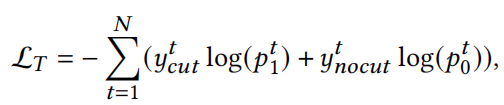 $\mathcal{L}_T = -\sum_{t=1}^{N} (y_{cut}^{t} \log(p_1^t) + y_{nocut}^{t} \log(p_0^t)),$